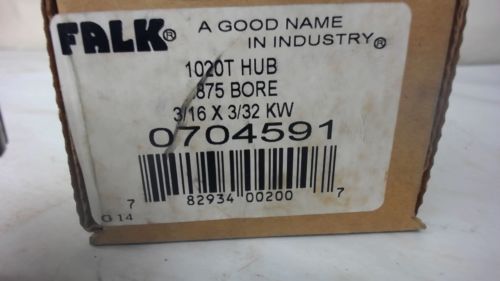 FALK® A GOOD NAME
IN INDUSTRY®
1020T HUB
875 BORE
3/16 X 3/32 KW
0704591
7 82934 00200 7
G 14